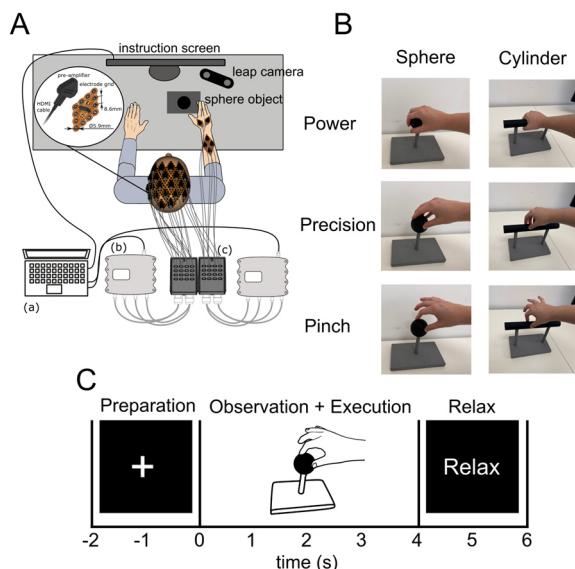 A
instruction screen
pre-amplifier
electrode grid
HDMI
cable
8.6mm
Ø5.9mm
leap camera
sphere object
(a)
(b)
(c)
B
Sphere
Cylinder
Power
Precision
Pinch
C
Preparation
Observation + Execution
Relax
+
Relax
-2 -1 0 1 2 3 4 5 6
time (s)